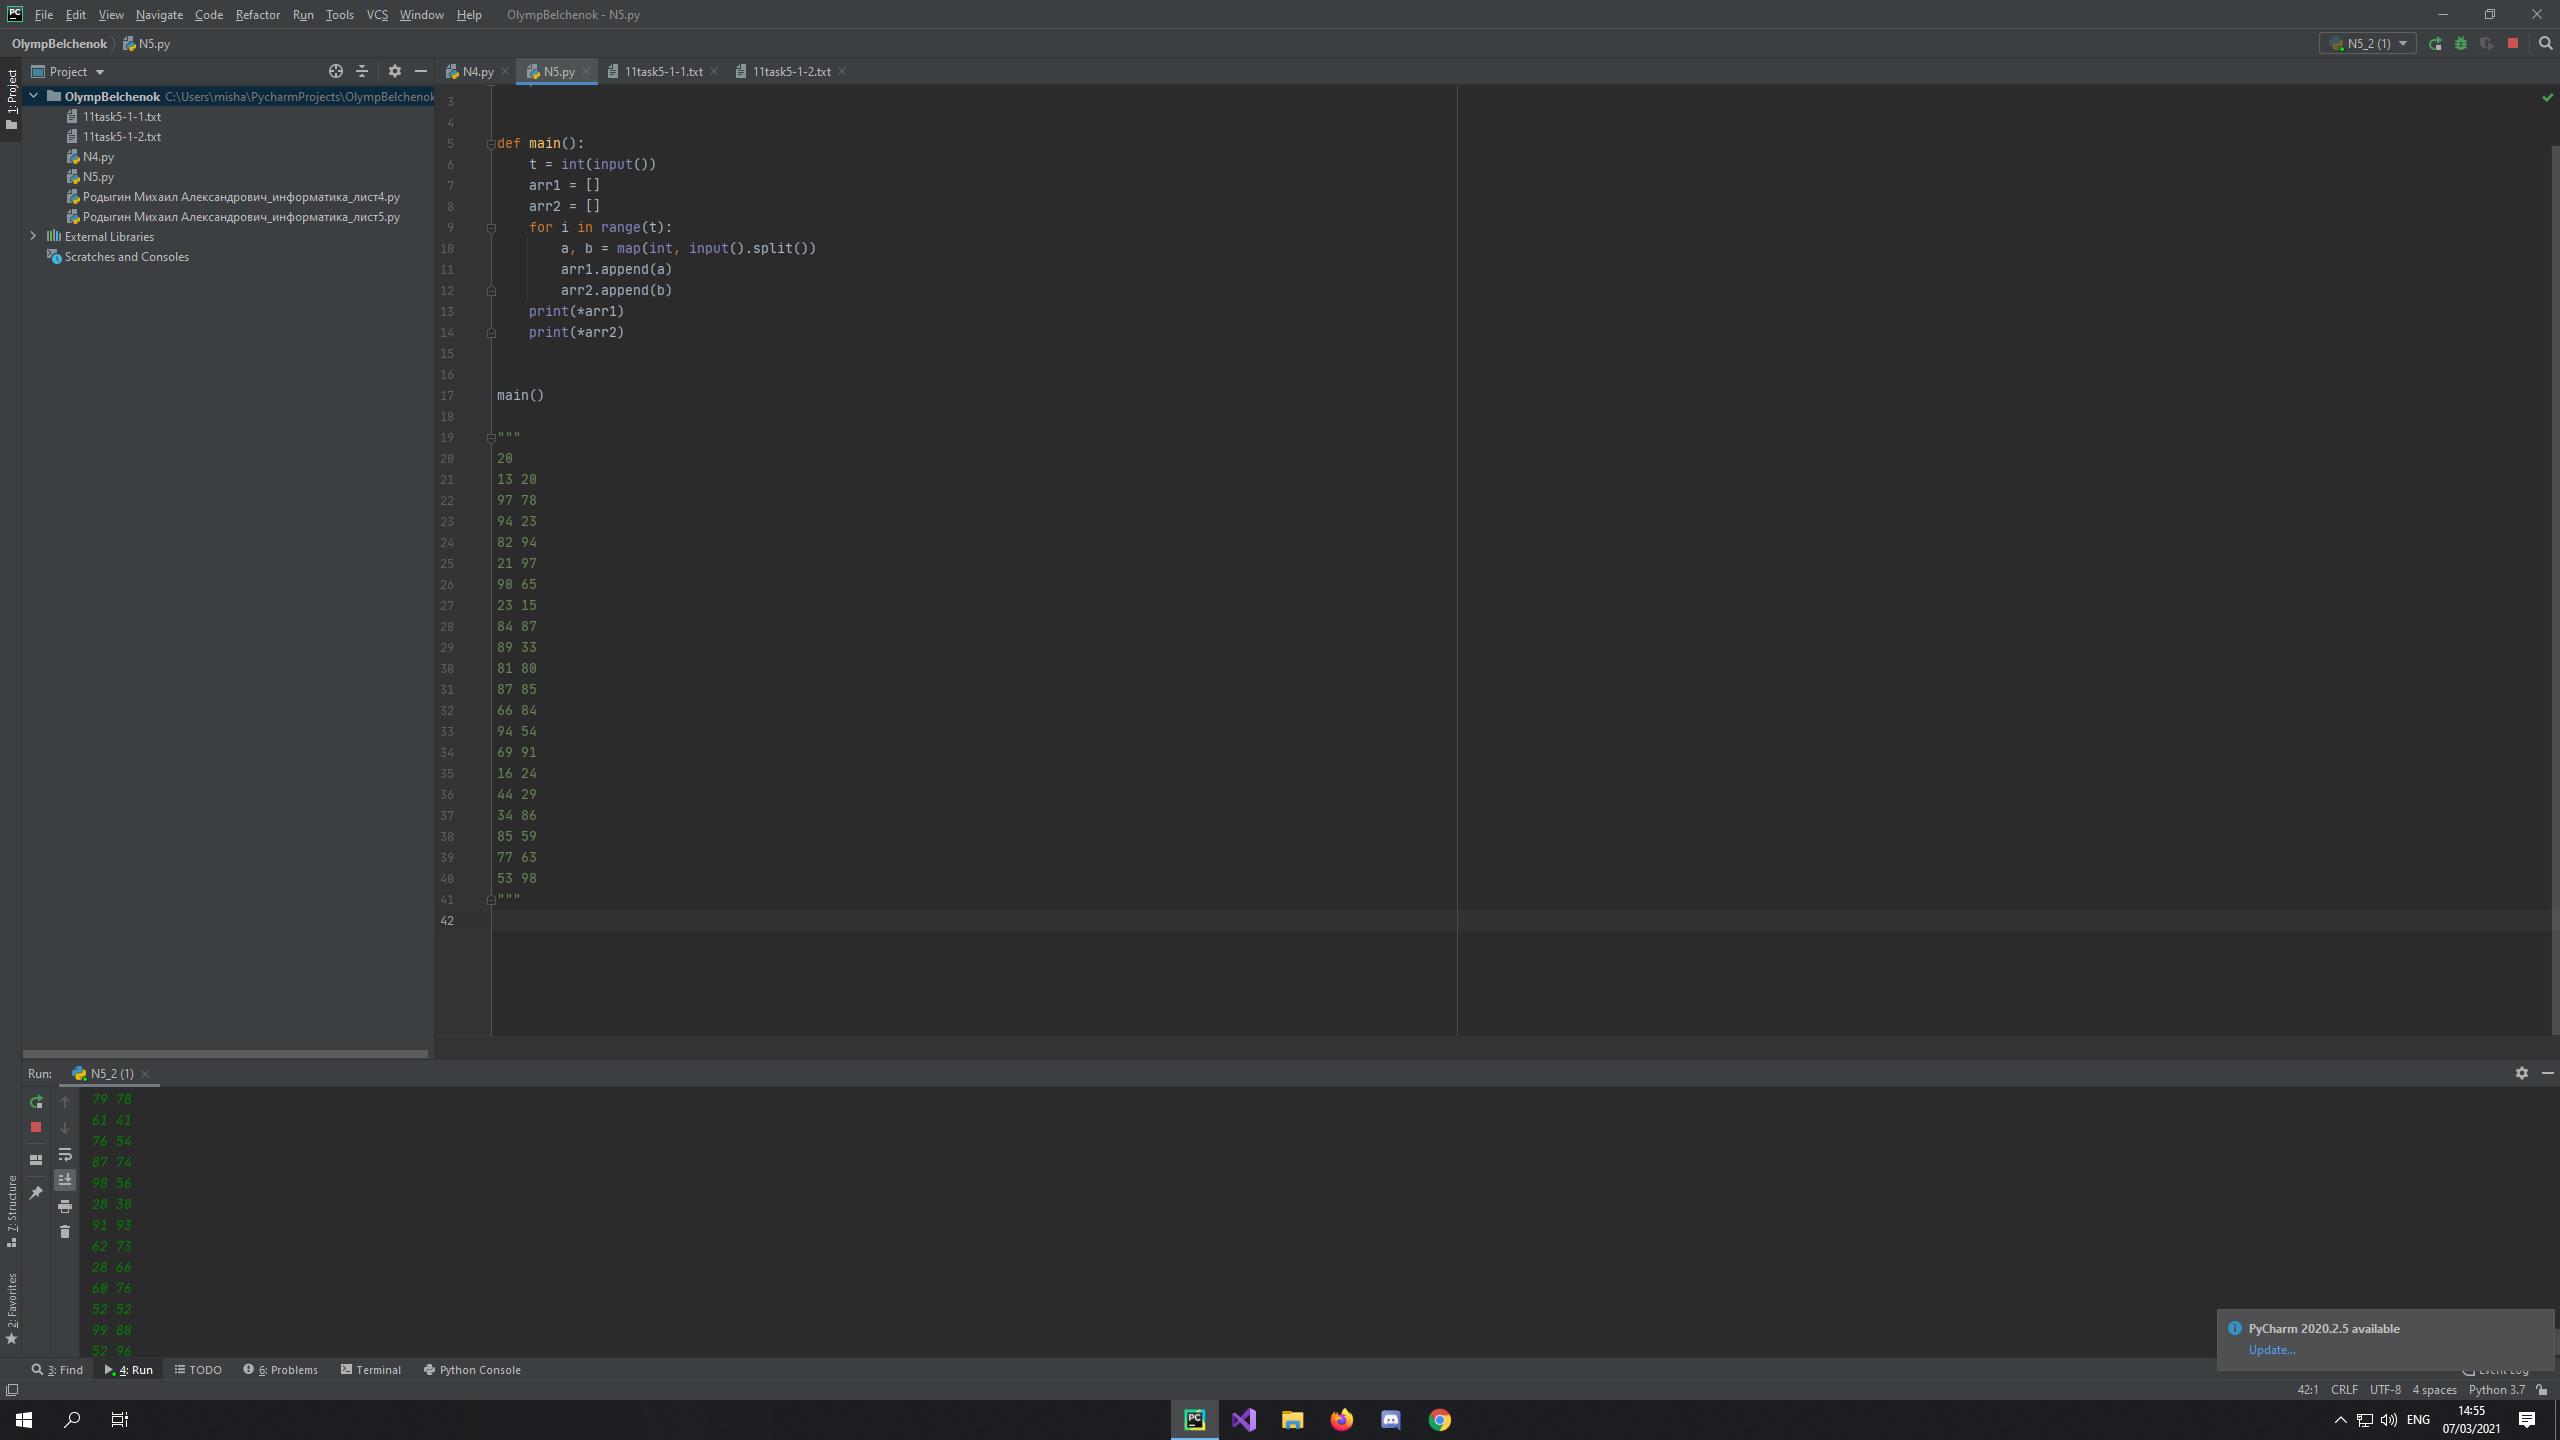 PC File Edit View Navigate Code Refactor Run Tools VCS Window Help OlympBelchenok - N5.py
OlympBelchenok N5.py N5_2 (1)
1: Project
Project
N4.py N5.py 11task5-1-1.txt 11task5-1-2.txt
OlympBelchenok C:\Users\misha\PycharmProjects\OlympBelchenok
11task5-1-1.txt
11task5-1-2.txt
N4.py
N5.py
Родыгин Михаил Александрович_информатика_лист4.py
Родыгин Михаил Александрович_информатика_лист5.py
External Libraries
Scratches and Consoles
3
4
5 def main():
6 t = int(input())
7 arr1 = []
8 arr2 = []
9 for i in range(t):
10 a, b = map(int, input().split())
11 arr1.append(a)
12 arr2.append(b)
13 print(*arr1)
14 print(*arr2)
15
16
17 main()
18
19 """
20 20
21 13 20
22 97 78
23 94 23
24 82 94
25 21 97
26 90 65
27 23 15
28 84 87
29 89 33
30 81 80
31 87 85
32 66 84
33 94 54
34 69 91
35 16 24
36 44 29
37 34 86
38 85 59
39 77 63
40 53 98
41 """
42
Run: N5_2 (1)
79 78
61 41
76 54
87 74
98 56
28 38
91 93
62 73
28 66
60 76
52 52
99 88
52 96
7: Structure
2: Favorites
PyCharm 2020.2.5 available
Update...
3: Find 4: Run TODO 6: Problems Terminal Python Console Event Log
42:1 CRLF UTF-8 4 spaces Python 3.7
PC ENG 14:55
07/03/2021